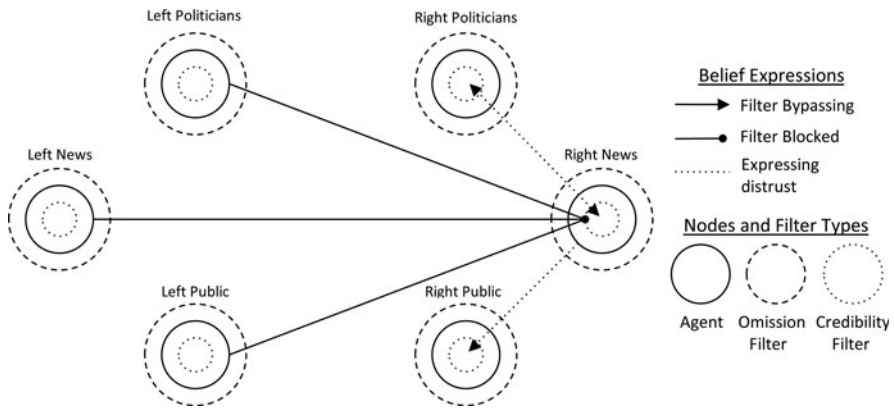 Left Politicians
Right Politicians
Left News
Right News
Left Public
Right Public
Belief Expressions
Filter Bypassing
Filter Blocked
Expressing
distrust
Nodes and Filter Types
Agent
Omission
Filter
Credibility
Filter